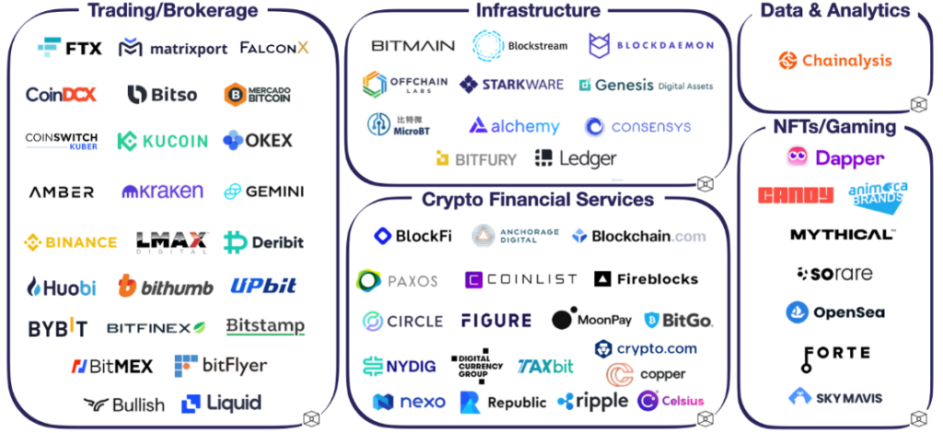 Trading/Brokerage
FTX matrixport FALCONX
CoinDCX Bitso MERCADO BITCOIN
COINSWITCH KUBER KUCOIN OKEX
AMBER kraken GEMINI
BINANCE LMAX DIGITAL Deribit
Huobi bithumb UPbit
BYBIT BITFINEX Bitstamp
BitMEX bitFlyer
Bullish Liquid
Infrastructure
BITMAIN Blockstream BLOCKDAEMON
OFFCHAIN LABS STARKWARE Genesis Digital Assets
比特微 MicroBT alchemy CONSENSYS
BITFURY Ledger
Crypto Financial Services
BlockFi ANCHORAGE DIGITAL Blockchain.com
PAXOS COINLIST Fireblocks
CIRCLE FIGURE MoonPay BitGo
NYDIG DIGITAL CURRENCY GROUP TAXbit crypto.com
copper
nexo Republic ripple Celsius
Data & Analytics
Chainalysis
NFTs/Gaming
Dapper
CANDY animoca BRANDS
MYTHICAL
sorare
OpenSea
FORTE
SKY MAVIS